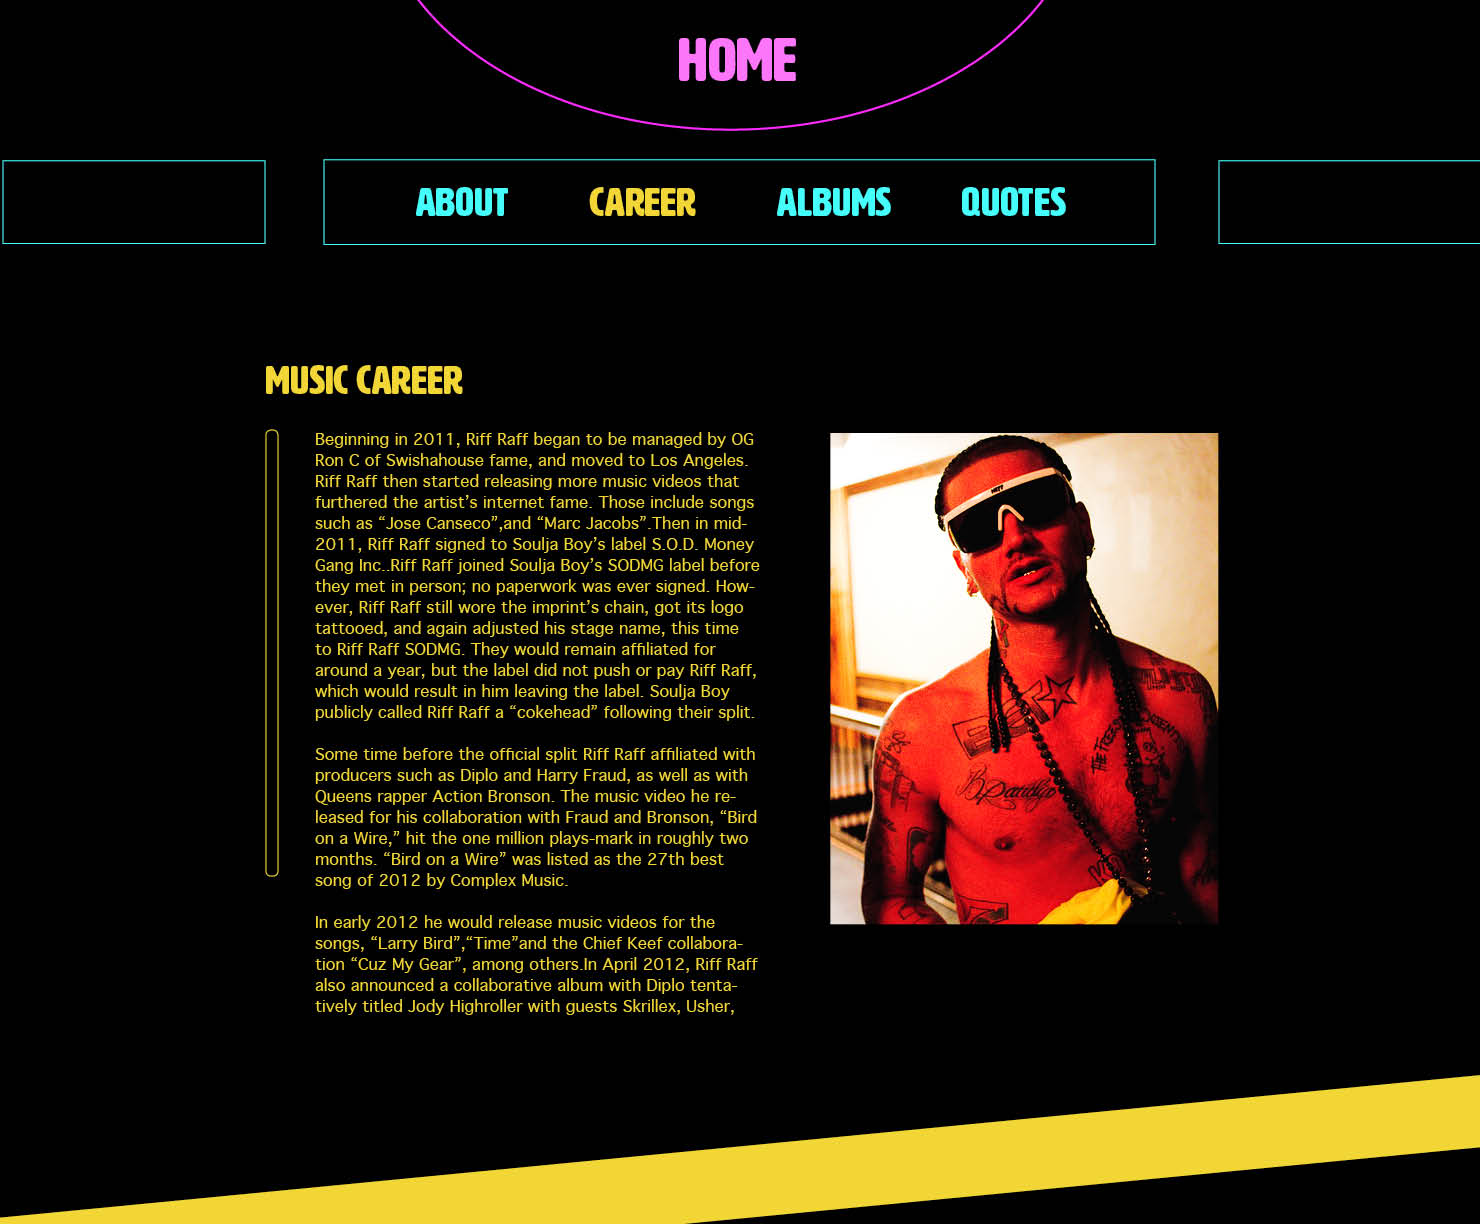 HOME
ABOUT CAREER ALBUMS QUOTES
MUSIC CAREER
Beginning in 2011, Riff Raff began to be managed by OG
Ron C of Swishahouse fame, and moved to Los Angeles.
Riff Raff then started releasing more music videos that
furthered the artist’s internet fame. Those include songs
such as “Jose Canseco”,and “Marc Jacobs”.Then in mid-
2011, Riff Raff signed to Soulja Boy’s label S.O.D. Money
Gang Inc..Riff Raff joined Soulja Boy’s SODMG label before
they met in person; no paperwork was ever signed. How-
ever, Riff Raff still wore the imprint’s chain, got its logo
tattooed, and again adjusted his stage name, this time
to Riff Raff SODMG. They would remain affiliated for
around a year, but the label did not push or pay Riff Raff,
which would result in him leaving the label. Soulja Boy
publicly called Riff Raff a “cokehead” following their split.
Some time before the official split Riff Raff affiliated with
producers such as Diplo and Harry Fraud, as well as with
Queens rapper Action Bronson. The music video he re-
leased for his collaboration with Fraud and Bronson, “Bird
on a Wire,” hit the one million plays-mark in roughly two
months. “Bird on a Wire” was listed as the 27th best
song of 2012 by Complex Music.
In early 2012 he would release music videos for the
songs, “Larry Bird”,“Time”and the Chief Keef collabora-
tion “Cuz My Gear”, among others.In April 2012, Riff Raff
also announced a collaborative album with Diplo tenta-
tively titled Jody Highroller with guests Skrillex, Usher,
BET